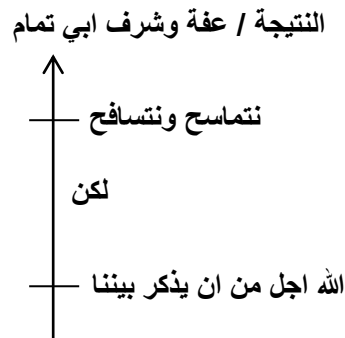 النتيجة / عفة وشرف ابي تمام
نتماسح ونتسافح
لكن
الله اجل من ان يذكر بيننا